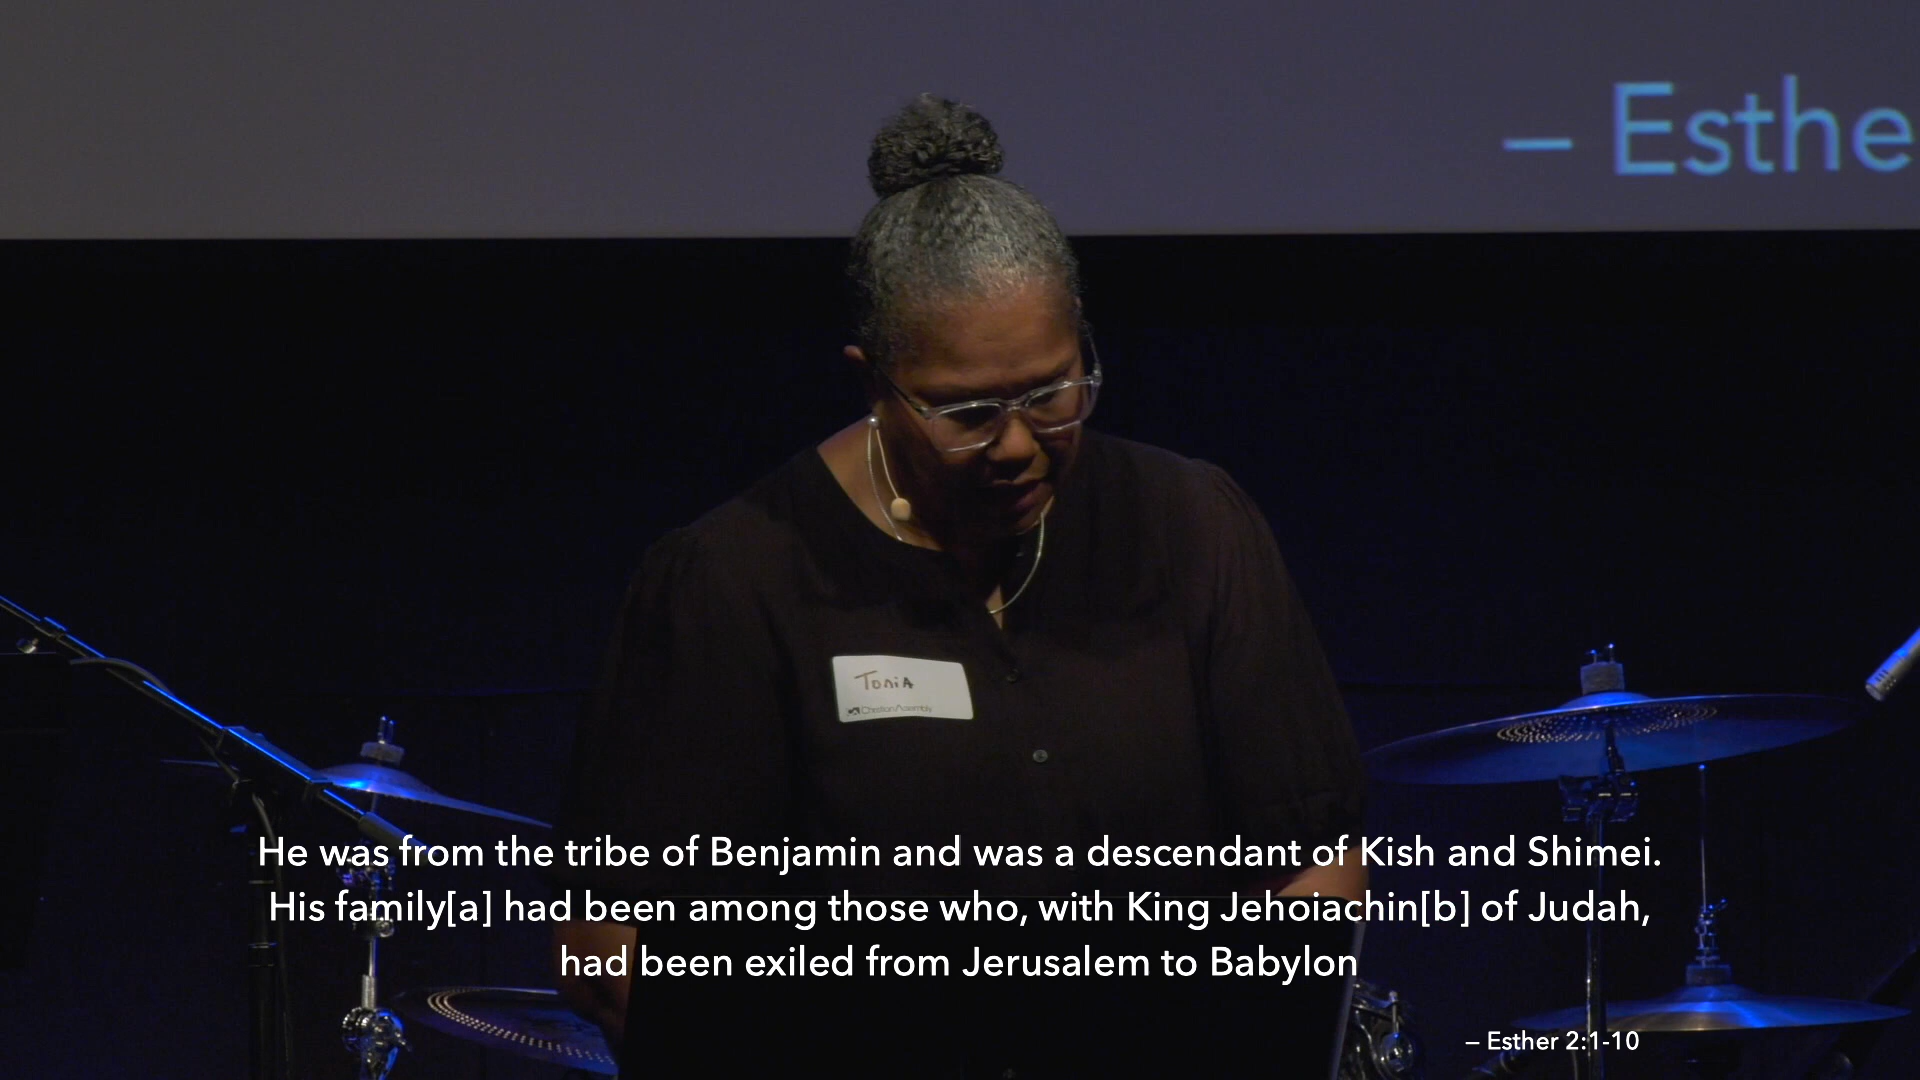 – Esthe
Tonia
Christian Assembly
He was from the tribe of Benjamin and was a descendant of Kish and Shimei.
His family[a] had been among those who, with King Jehoiachin[b] of Judah,
had been exiled from Jerusalem to Babylon
– Esther 2:1-10